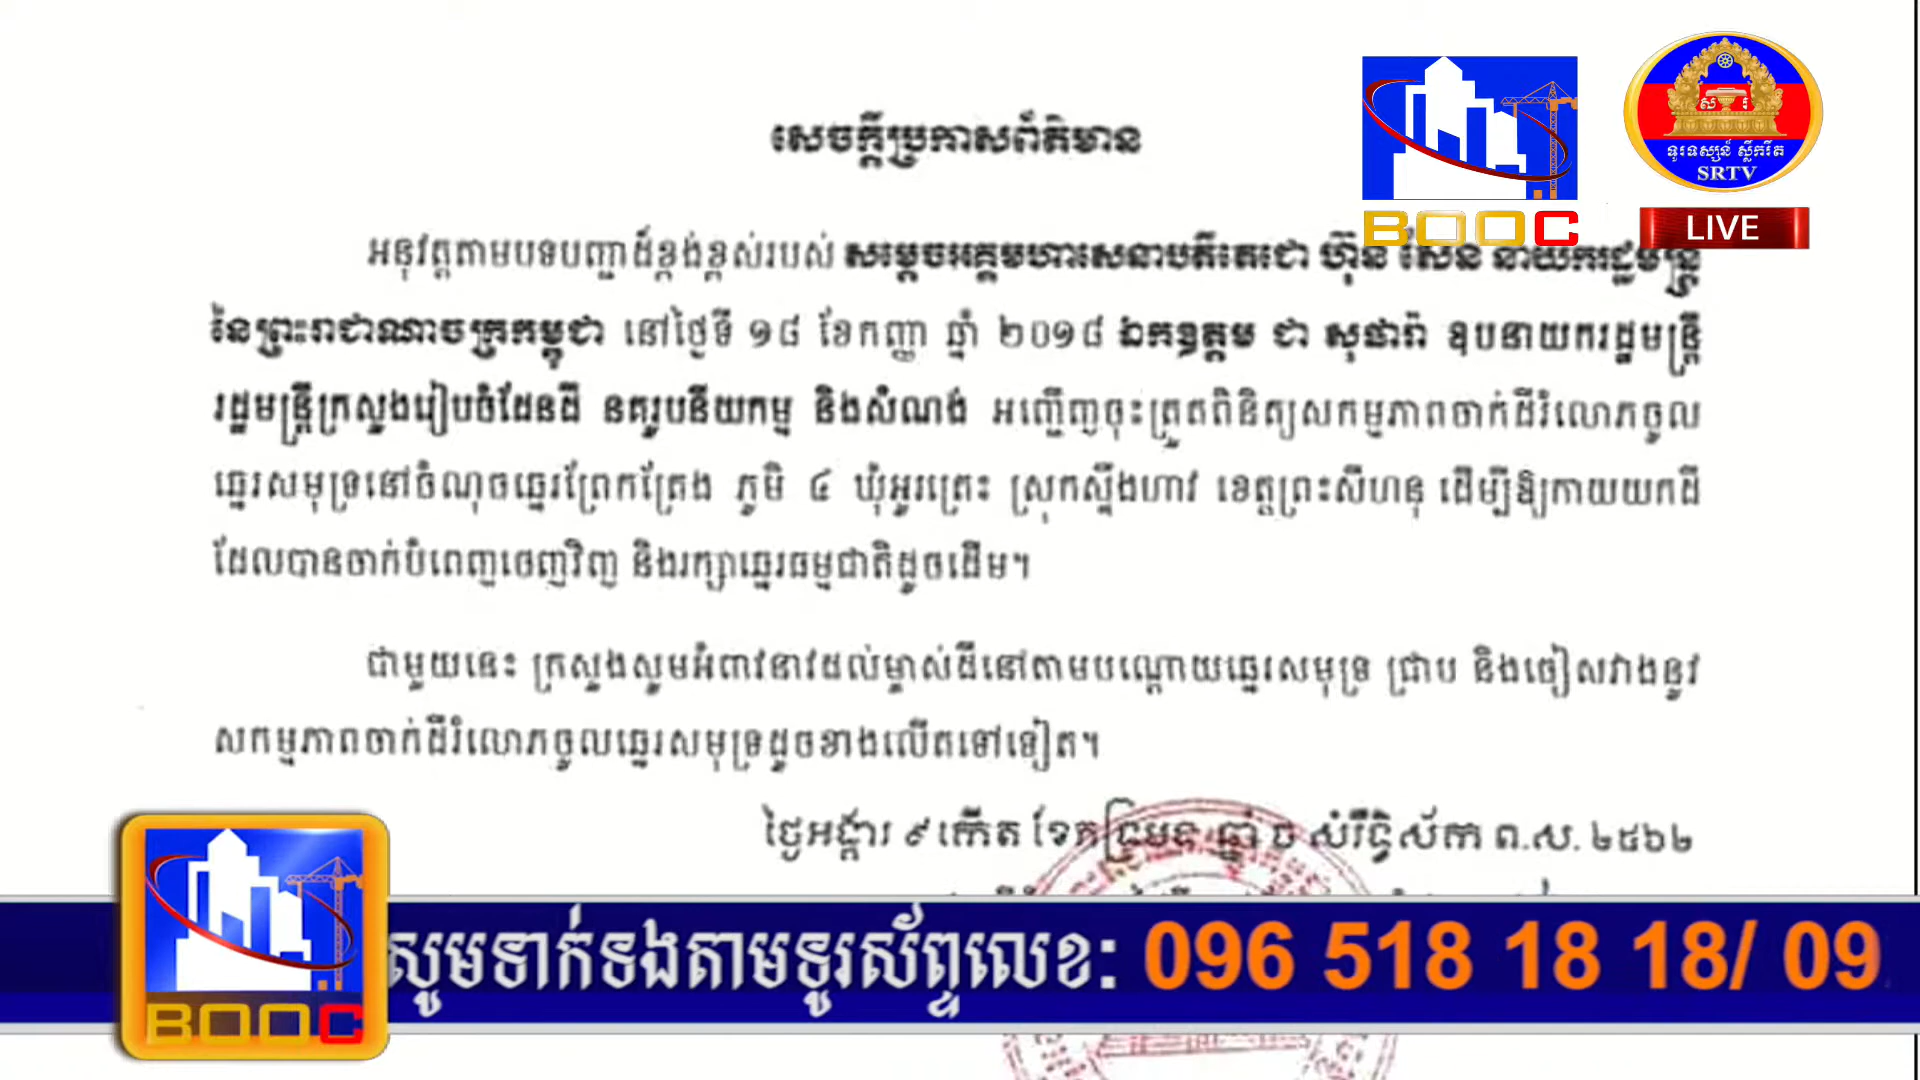 សេចក្តីប្រកាសព័ត៌មាន
អនុវត្តតាមបទបញ្ជាដ៏ខ្ពង់ខ្ពស់របស់ សម្តេចអគ្គមហាសេនាបតីតេជោ ហ៊ុន សែន នាយករដ្ឋមន្ត្រី
នៃព្រះរាជាណាចក្រកម្ពុជា នៅថ្ងៃទី ១៨ ខែកញ្ញា ឆ្នាំ ២០១៨ ឯកឧត្តម ជា សុផារ៉ា ឧបនាយករដ្ឋមន្ត្រី
រដ្ឋមន្ត្រីក្រសួងរៀបចំដែនដី នគរូបនីយកម្ម និងសំណង់ អញ្ជើញចុះត្រួតពិនិត្យសកម្មភាពចាក់ដីរំលោភចូល
ឆ្នេរសមុទ្រនៅចំណុចឆ្នេរព្រែកត្រែង ភូមិ ៤ ឃុំអូរត្រេះ ស្រុកស្ទឹងហាវ ខេត្តព្រះសីហនុ ដើម្បីឱ្យកាយយកដី
ដែលបានចាក់បំពេញចេញវិញ និងរក្សាឆ្នេរធម្មជាតិដូចដើម។
ជាមួយនេះ ក្រសួងសូមអំពាវនាវដល់ម្ចាស់ដីនៅតាមបណ្តោយឆ្នេរសមុទ្រ ជ្រាប និងចៀសវាងនូវ
សកម្មភាពចាក់ដីរំលោភចូលឆ្នេរសមុទ្រដូចខាងលើតទៅទៀត។
ថ្ងៃអង្គារ ៩ កើត ខែភទ្របទ ឆ្នាំ ច សំរឹទ្ធិស័ក ព.ស. ២៥៦២
BOOC
ស រ
ទូរទស្សន៍ ស្លឹករឹត
SRTV
LIVE
BOOC
សូមទាក់ទងតាមទូរស័ព្ទលេខ: 096 518 18 18/ 09